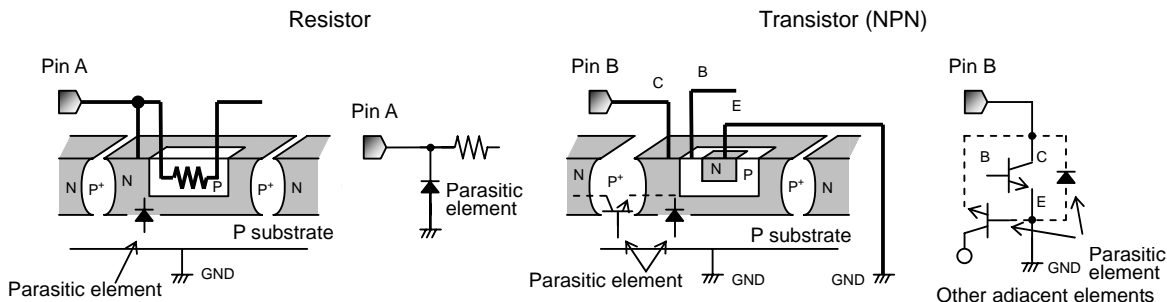 Resistor
Transistor (NPN)
Pin A
Pin A
N
P+
N
P
P+
N
Parasitic
element
P substrate
GND
Parasitic element
Pin B
C
B
E
N
P+
N
P
P+
N
P substrate
Parasitic element
GND
GND
Pin B
B
C
E
GND
Parasitic
element
Other adjacent elements